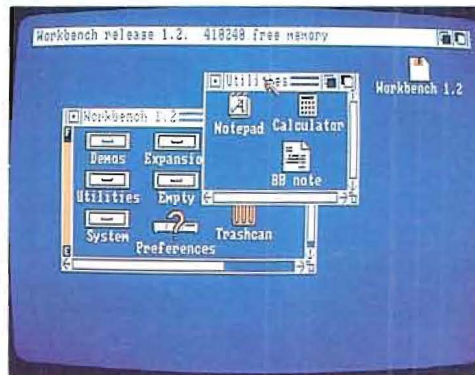 Workbench release 1.2. 418248 free memory
Workbench 1.2
Utilities
Notepad Calculator
BB note
Workbench 1.2
Demos Expansion
Utilities Empty
System Preferences Trashcan